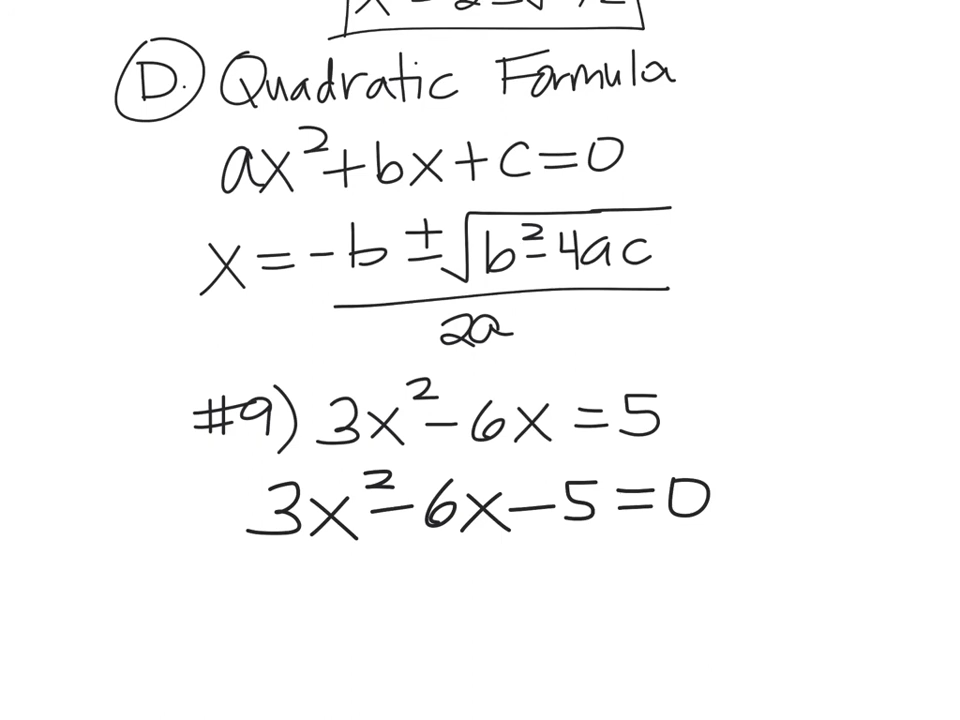 D. Quadratic Formula
ax²+bx+c=0
x=-b±√b²-4ac
2a
#9) 3x²-6x=5
3x²-6x-5=0